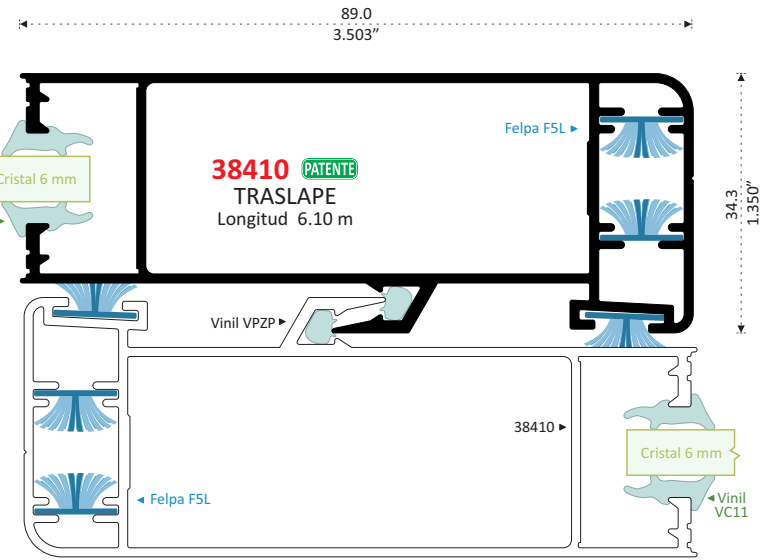 89.0
3.503"
Felpa F5L
38410 PATENTE
TRASLAPE
Longitud 6.10 m
Cristal 6 mm
34.3
1.350"
Vinil VPZP
38410
Cristal 6 mm
Felpa F5L
Vinil
VC11